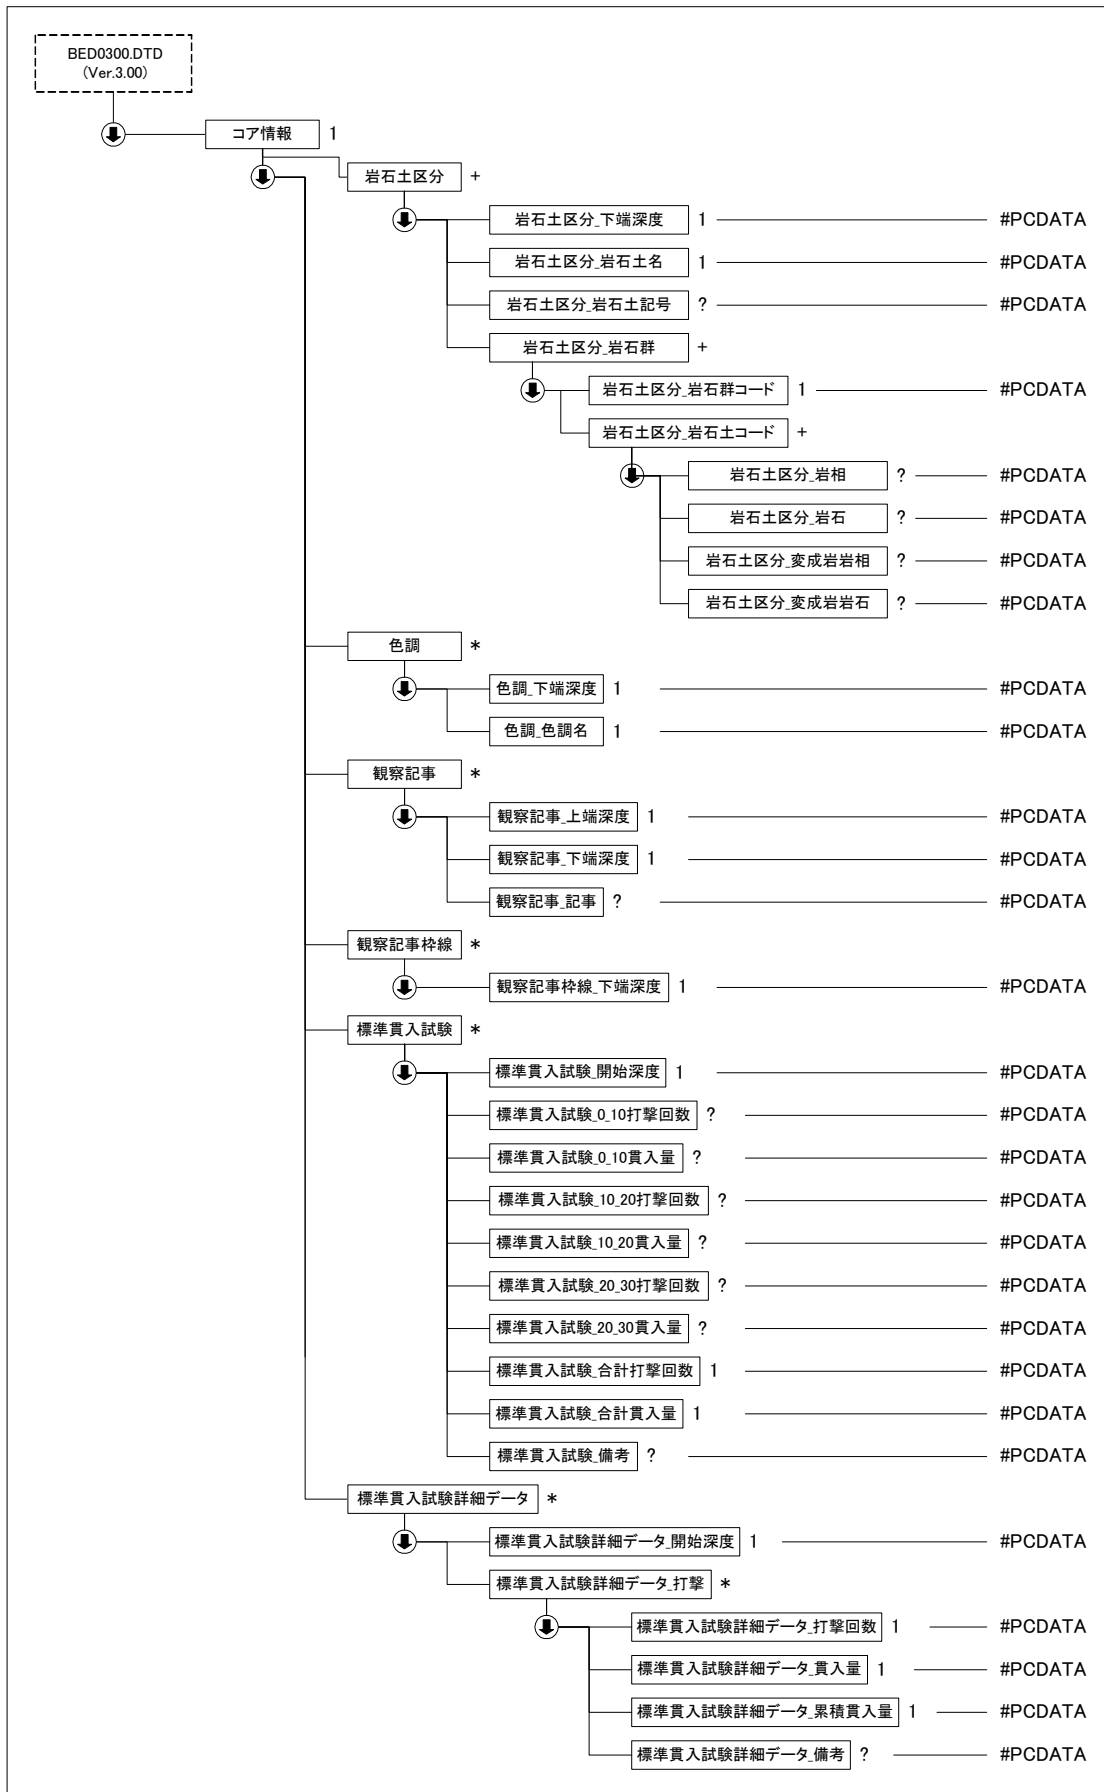 BED0300.DTD
(Ver.3.00)
コア情報 1
岩石土区分 +
岩石土区分_下端深度 1 #PCDATA
岩石土区分_岩石土名 1 #PCDATA
岩石土区分_岩石土記号 ? #PCDATA
岩石土区分_岩石群 +
岩石土区分_岩石群コード 1 #PCDATA
岩石土区分_岩石土コード +
岩石土区分_岩相 ? #PCDATA
岩石土区分_岩石 ? #PCDATA
岩石土区分_変成岩岩相 ? #PCDATA
岩石土区分_変成岩岩石 ? #PCDATA
色調 *
色調_下端深度 1 #PCDATA
色調_色調名 1 #PCDATA
観察記事 *
観察記事_上端深度 1 #PCDATA
観察記事_下端深度 1 #PCDATA
観察記事_記事 ? #PCDATA
観察記事枠線 *
観察記事枠線_下端深度 1 #PCDATA
標準貫入試験 *
標準貫入試験_開始深度 1 #PCDATA
標準貫入試験_0_10打撃回数 ? #PCDATA
標準貫入試験_0_10貫入量 ? #PCDATA
標準貫入試験_10_20打撃回数 ? #PCDATA
標準貫入試験_10_20貫入量 ? #PCDATA
標準貫入試験_20_30打撃回数 ? #PCDATA
標準貫入試験_20_30貫入量 ? #PCDATA
標準貫入試験_合計打撃回数 1 #PCDATA
標準貫入試験_合計貫入量 1 #PCDATA
標準貫入試験_備考 ? #PCDATA
標準貫入試験詳細データ *
標準貫入試験詳細データ_開始深度 1 #PCDATA
標準貫入試験詳細データ_打撃 *
標準貫入試験詳細データ_打撃回数 1 #PCDATA
標準貫入試験詳細データ_貫入量 1 #PCDATA
標準貫入試験詳細データ_累積貫入量 1 #PCDATA
標準貫入試験詳細データ_備考 ? #PCDATA